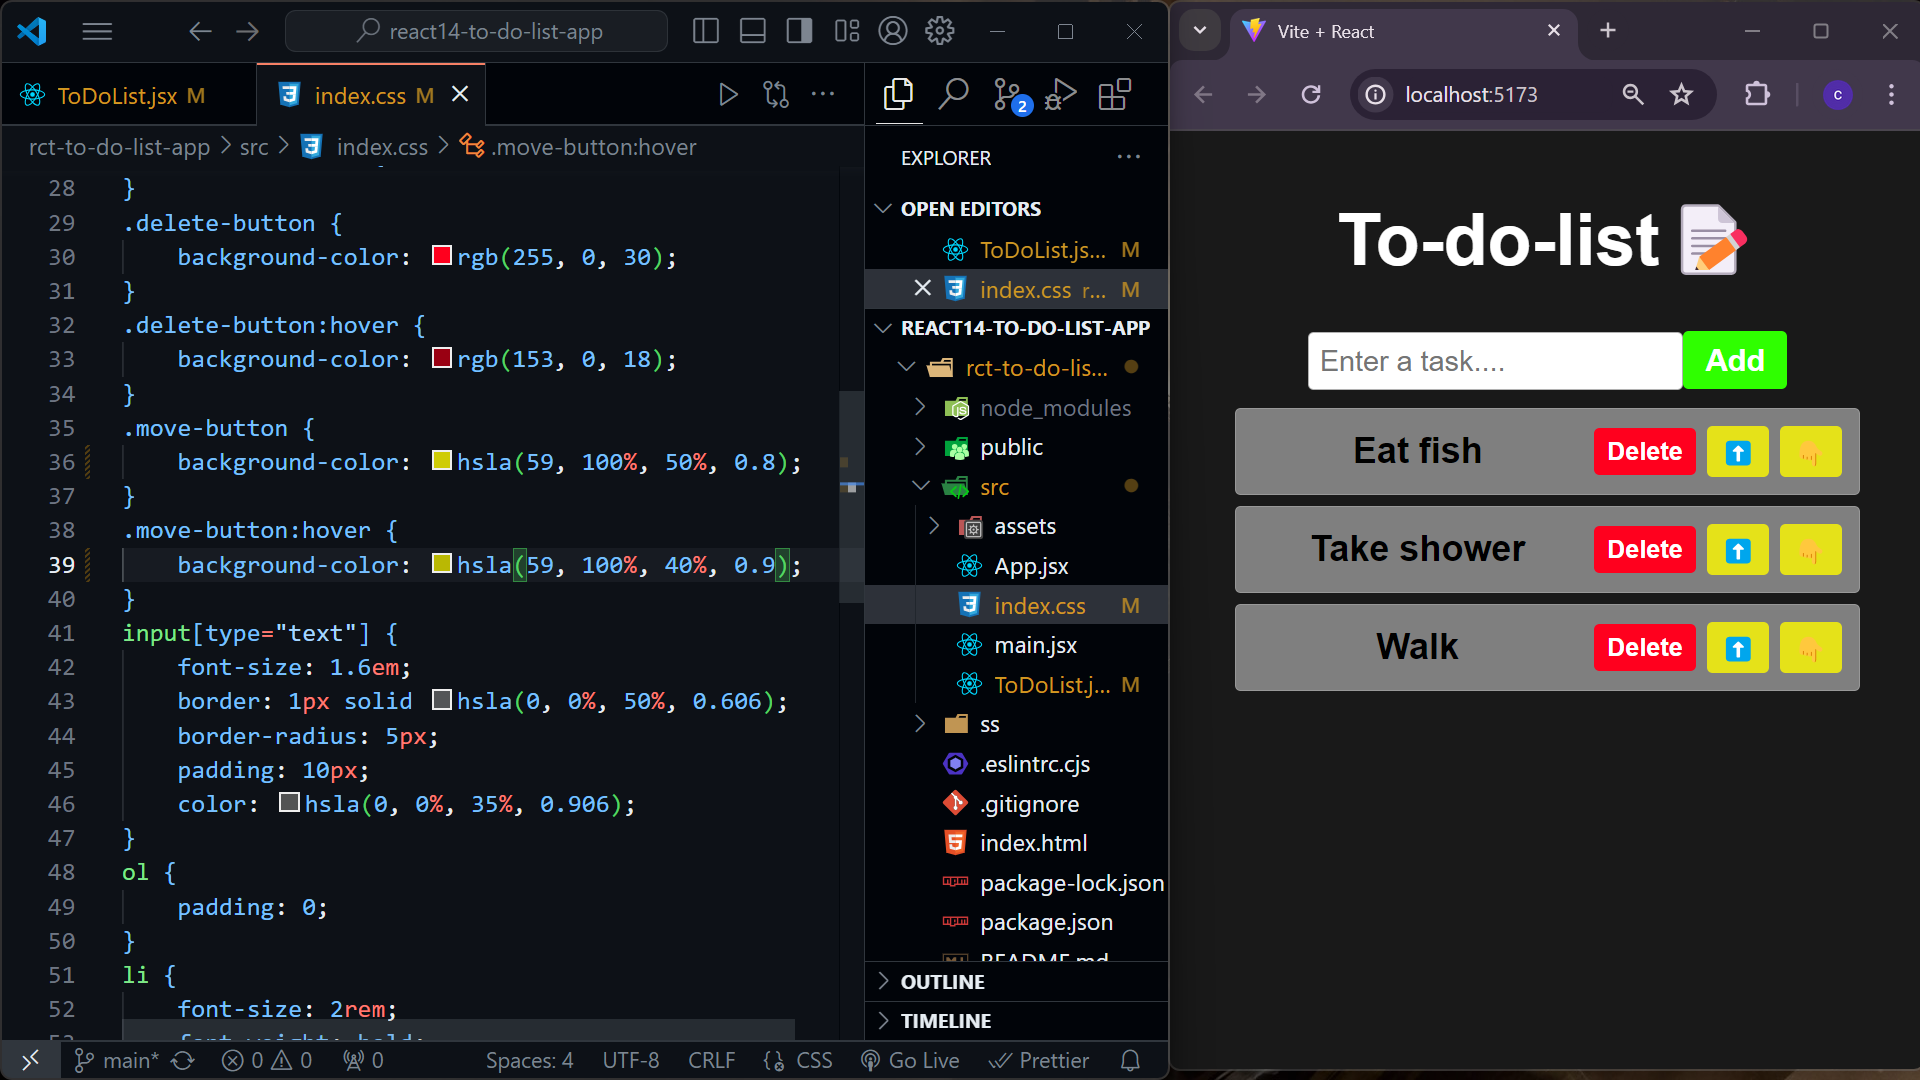 react14-to-do-list-app
ToDoList.jsx M
index.css M
rct-to-do-list-app > src > index.css > .move-button:hover
28 }
29 .delete-button {
30 background-color: rgb(255, 0, 30);
31 }
32 .delete-button:hover {
33 background-color: rgb(153, 0, 18);
34 }
35 .move-button {
36 background-color: hsla(59, 100%, 50%, 0.8);
37 }
38 .move-button:hover {
39 background-color: hsla(59, 100%, 40%, 0.9);
40 }
41 input[type="text"] {
42 font-size: 1.6em;
43 border: 1px solid hsla(0, 0%, 50%, 0.606);
44 border-radius: 5px;
45 padding: 10px;
46 color: hsla(0, 0%, 35%, 0.906);
47 }
48 ol {
49 padding: 0;
50 }
51 li {
52 font-size: 2rem;
main* 0 0 0 Spaces: 4 UTF-8 CRLF CSS Go Live Prettier
2
EXPLORER
OPEN EDITORS
ToDoList.js... M
index.css r... M
REACT14-TO-DO-LIST-APP
rct-to-do-lis...
node_modules
public
src
assets
App.jsx
index.css M
main.jsx
ToDoList.j... M
ss
.eslintrc.cjs
.gitignore
index.html
package-lock.json
package.json
README.md
OUTLINE
TIMELINE
Vite + React
localhost:5173
c
To-do-list
Enter a task.... Add
Eat fish Delete
Take shower Delete
Walk Delete